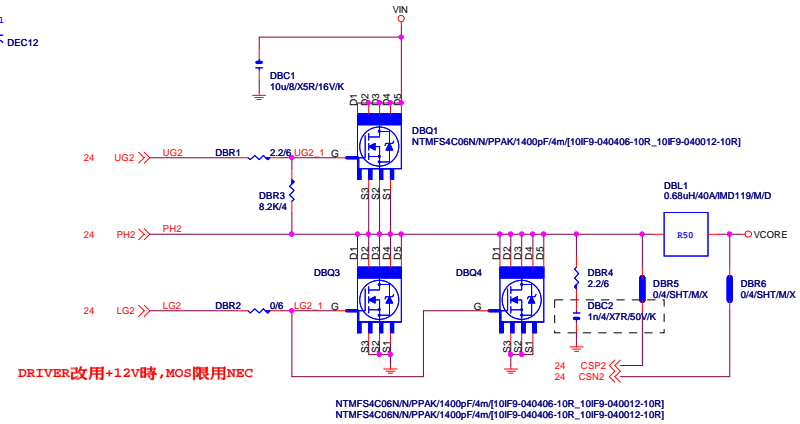 1
DEC12
VIN
DBC1
10u/8/X5R/16V/K
D1 D2 D3 D4 D5
DBQ1
NTMFS4C06N/N/PPAK/1400pF/4m/[10IF9-040406-10R_10IF9-040012-10R]
24 UG2 UG2 DBR1 2.2/6 UG2_1 G
S3 S2 S1
DBR3
8.2K/4
DBL1
0.68uH/40A/IMD119/M/D
24 PH2 PH2
R50
VCORE
D1 D2 D3 D4 D5
D1 D2 D3 D4 D5
DBQ3
DBQ4
DBR4
2.2/6
DBR5
0/4/SHT/M/X
DBR6
0/4/SHT/M/X
24 LG2 LG2 DBR2 0/6 LG2_1 G
G
DBC2
1n/4/X7R/50V/K
S3 S2 S1
S3 S2 S1
24 CSP2
24 CSN2
DRIVER改用+12V時,MOS限用NEC
NTMFS4C06N/N/PPAK/1400pF/4m/[10IF9-040406-10R_10IF9-040012-10R]
NTMFS4C06N/N/PPAK/1400pF/4m/[10IF9-040406-10R_10IF9-040012-10R]